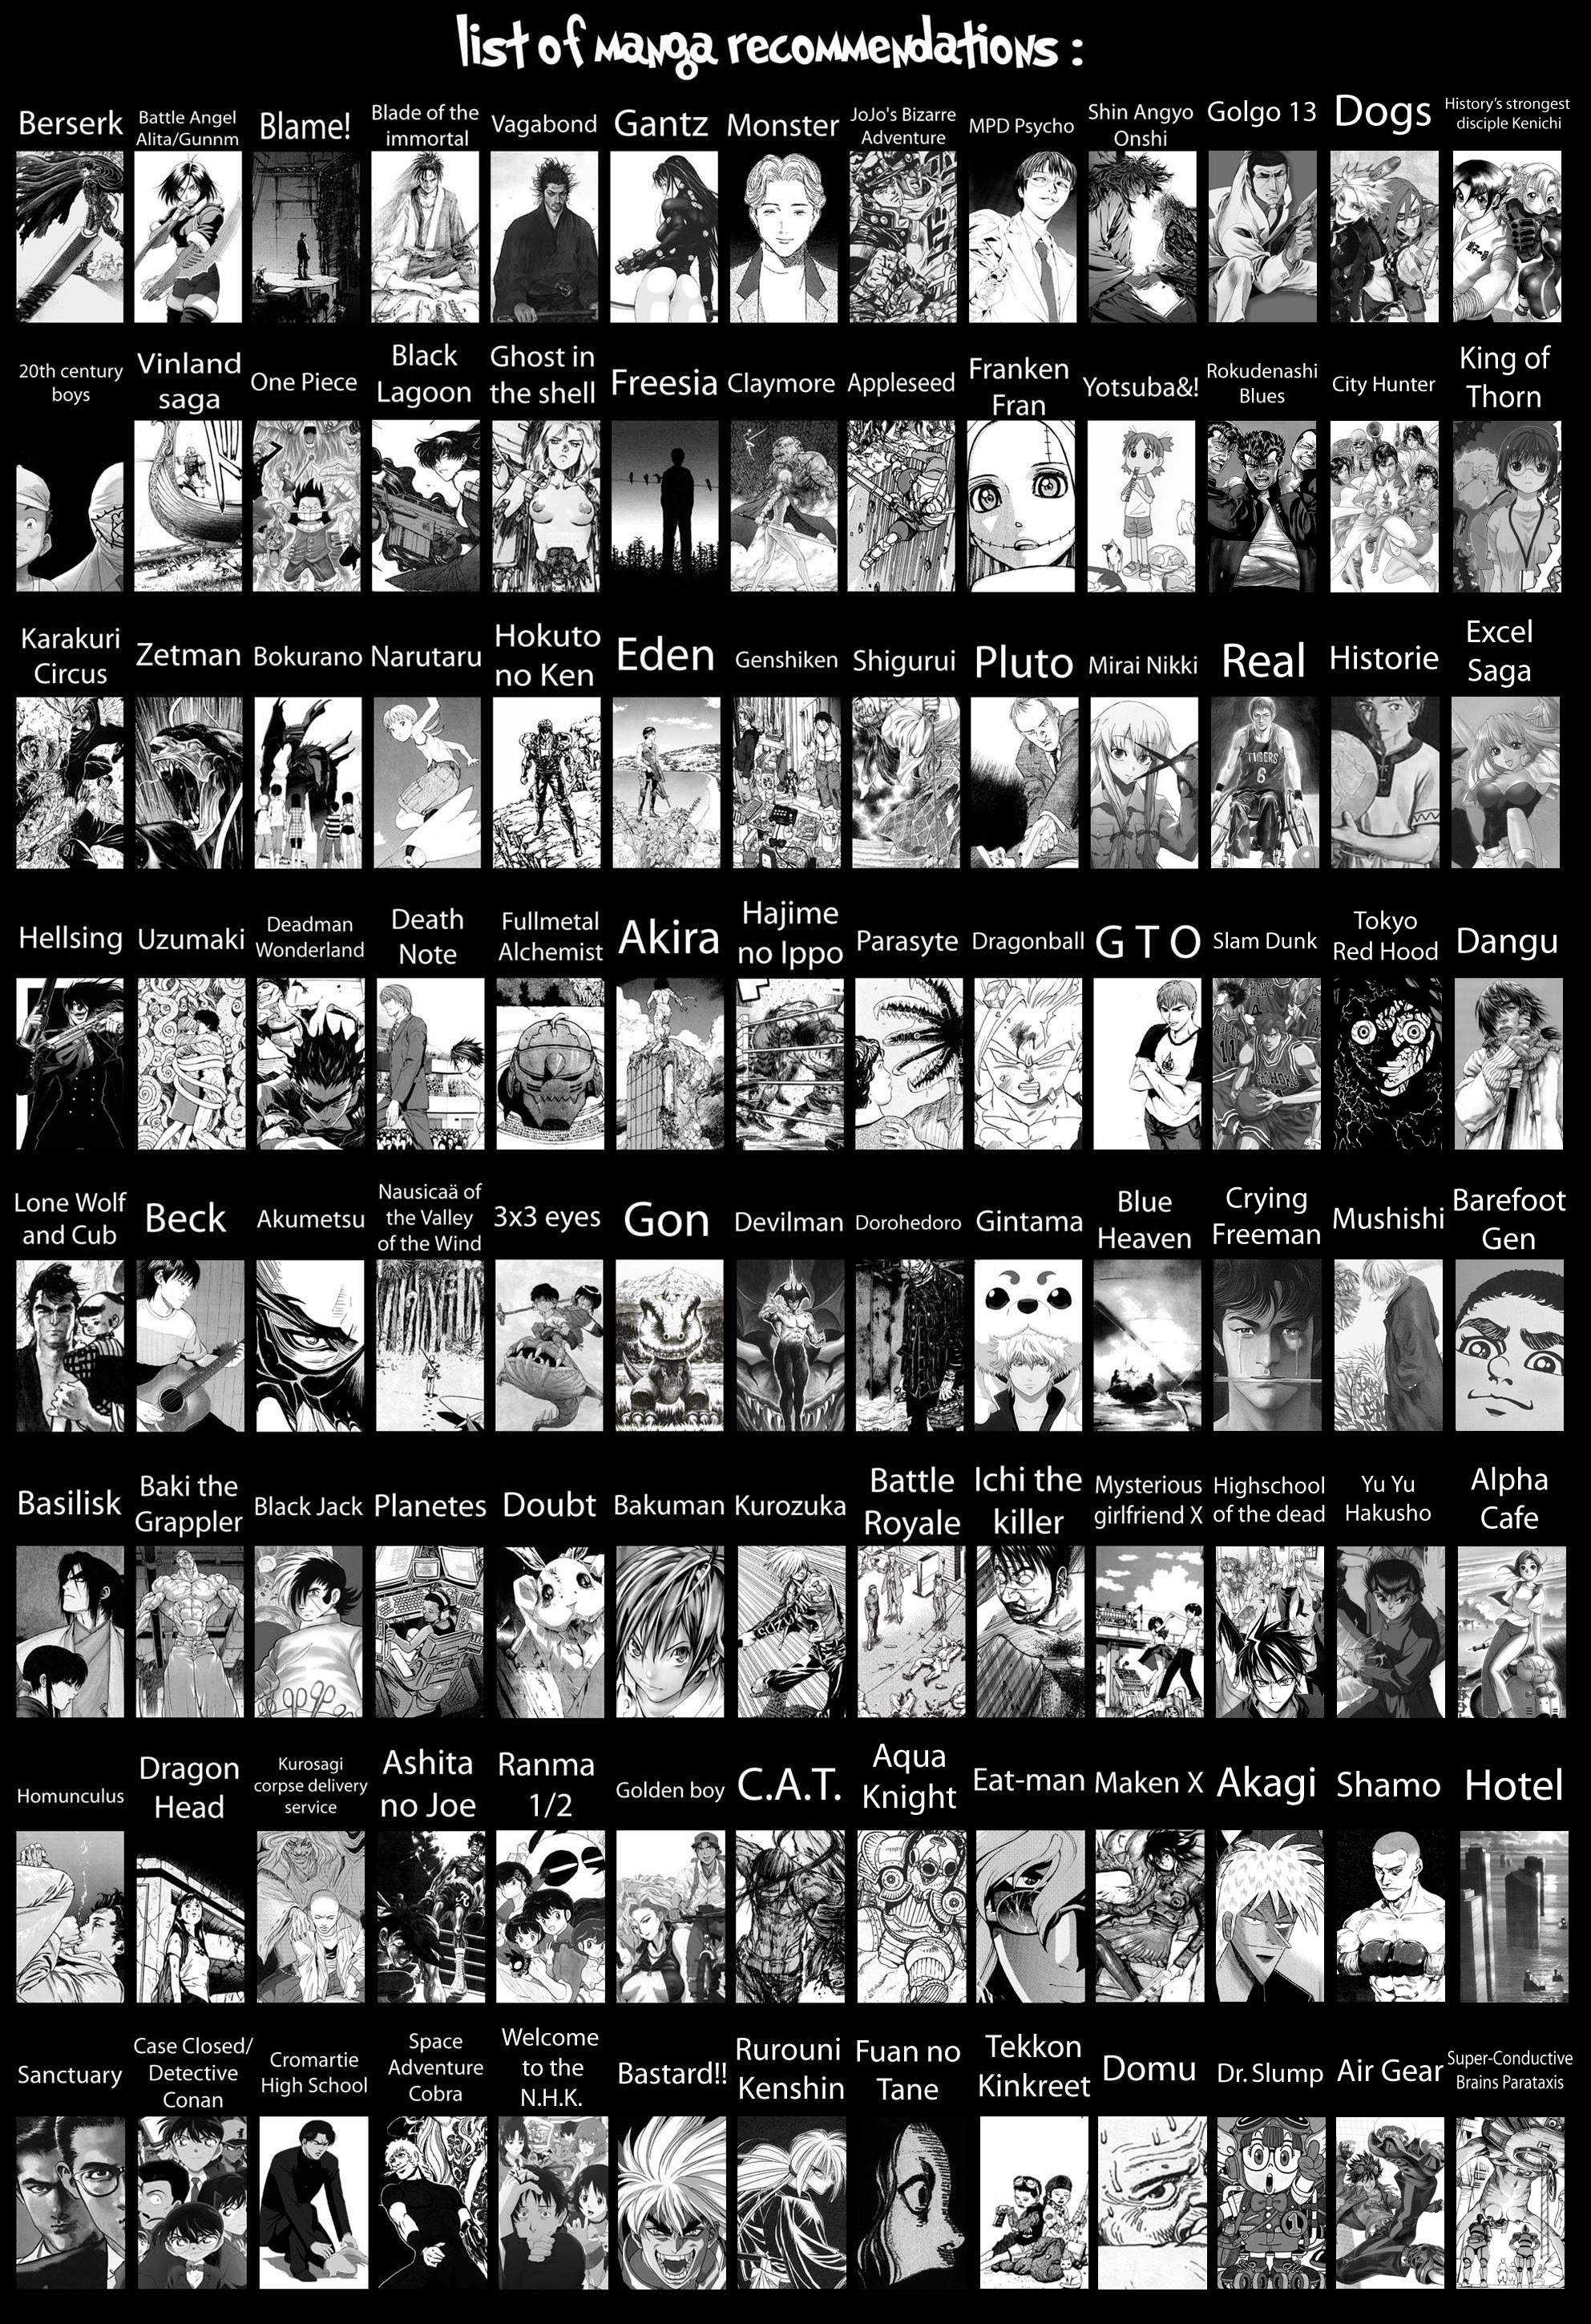 list of manga recommendations :
Berserk
Battle Angel
Alita/Gunnm
Blame!
Blade of the
immortal
Vagabond
Gantz
Monster
JoJo's Bizarre
Adventure
MPD Psycho
Shin Angyo
Onshi
Golgo 13
Dogs
History's strongest
disciple Kenichi
20th century
boys
Vinland
saga
One Piece
Black
Lagoon
Ghost in
the shell
Freesia
Claymore
Appleseed
Franken
Fran
Yotsuba&!
Rokudenashi
Blues
City Hunter
King of
Thorn
Karakuri
Circus
Zetman
Bokurano
Narutaru
Hokuto
no Ken
Eden
Genshiken
Shigurui
Pluto
Mirai Nikki
Real
TIGERS
6
Historie
Excel
Saga
Hellsing
Uzumaki
Deadman
Wonderland
Death
Note
Fullmetal
Alchemist
Akira
Hajime
no Ippo
Parasyte
Dragonball
G T O
Slam Dunk
Tokyo
Red Hood
Dangu
Lone Wolf
and Cub
Beck
Akumetsu
Nausicaä of
the Valley
of the Wind
3x3 eyes
Gon
Devilman
Dorohedoro
Gintama
Blue
Heaven
Crying
Freeman
Mushishi
Barefoot
Gen
Basilisk
Baki the
Grappler
Black Jack
Planetes
Doubt
Bakuman
Kurozuka
Battle
Royale
Ichi the
killer
Mysterious
girlfriend X
Highschool
of the dead
Yu Yu
Hakusho
Alpha
Cafe
Homunculus
Dragon
Head
Kurosagi
corpse delivery
service
Ashita
no Joe
Ranma
1/2
Golden boy
C.A.T.
Aqua
Knight
Eat-man
Maken X
Akagi
Shamo
Hotel
Sanctuary
Case Closed/
Detective
Conan
Cromartie
High School
Space
Adventure
Cobra
Welcome
to the
N.H.K.
Bastard!!
Rurouni
Kenshin
Fuan no
Tane
Tekkon
Kinkreet
Domu
Dr. Slump
Air Gear
Super-Conductive
Brains Parataxis